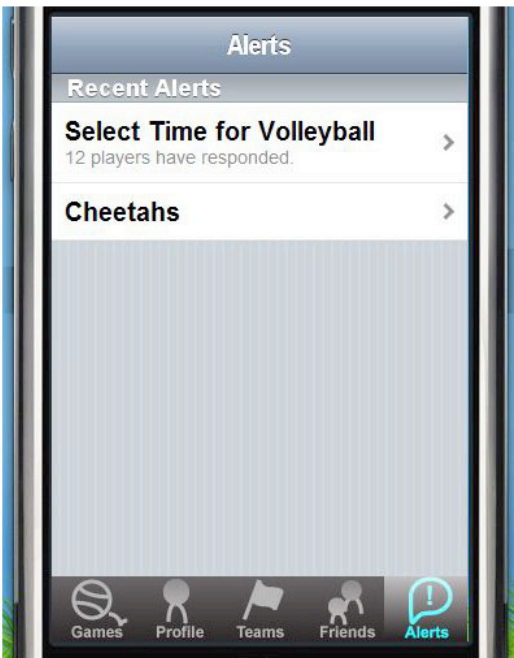 Alerts
Recent Alerts
Select Time for Volleyball
12 players have responded.
Cheetahs
Games Profile Teams Friends Alerts